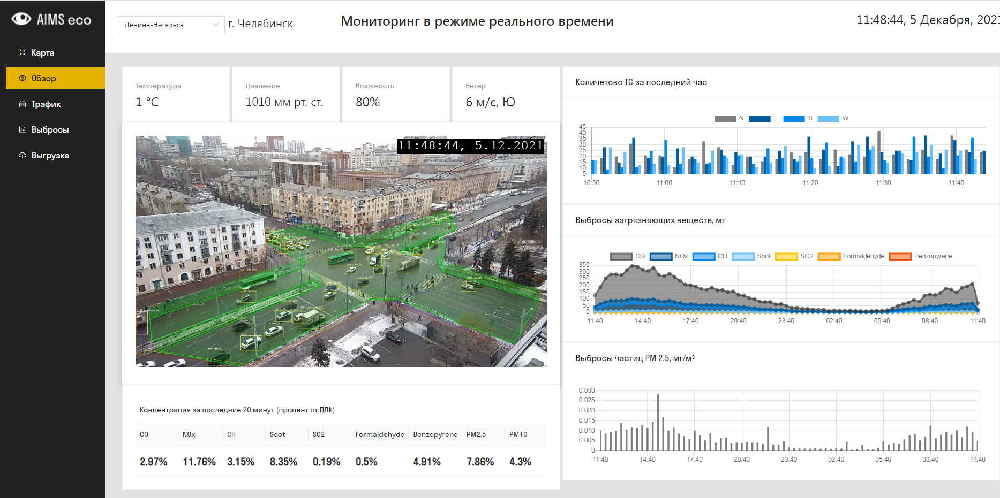 AIMS eco
Карта
Обзор
Трафик
Выбросы
Выгрузка
Ленина-Энгельса
г. Челябинск
Мониторинг в режиме реального времени
11:48:44, 5 Декабря, 2021
Температура
1 °C
Давление
1010 мм рт. ст.
Влажность
80%
Ветер
6 м/с, Ю
11:48:44, 5.12.2021
Концентрация за последние 20 минут (процент от ПДК)
CO NOx CH Soot SO2 Formaldehyde Benzopyrene PM2.5 PM10
2.97% 11.76% 3.15% 8.35% 0.19% 0.5% 4.91% 7.86% 4.3%
Количетсво ТС за последний час
N E S W
45
40
35
30
25
20
15
10
5
10:50 11:00 11:10 11:20 11:30 11:40
Выбросы загрязняющих веществ, мг
CO NOx CH Soot SO2 Formaldehyde Benzopyrene
350
300
250
200
150
100
50
0
11:40 14:40 17:40 20:40 23:40 02:40 05:40 08:40 11:40
Выбросы частиц PM 2.5, мг/м³
0.030
0.025
0.020
0.015
0.010
0.005
0
11:40 14:40 17:40 20:40 23:40 02:40 05:40 08:40 11:40